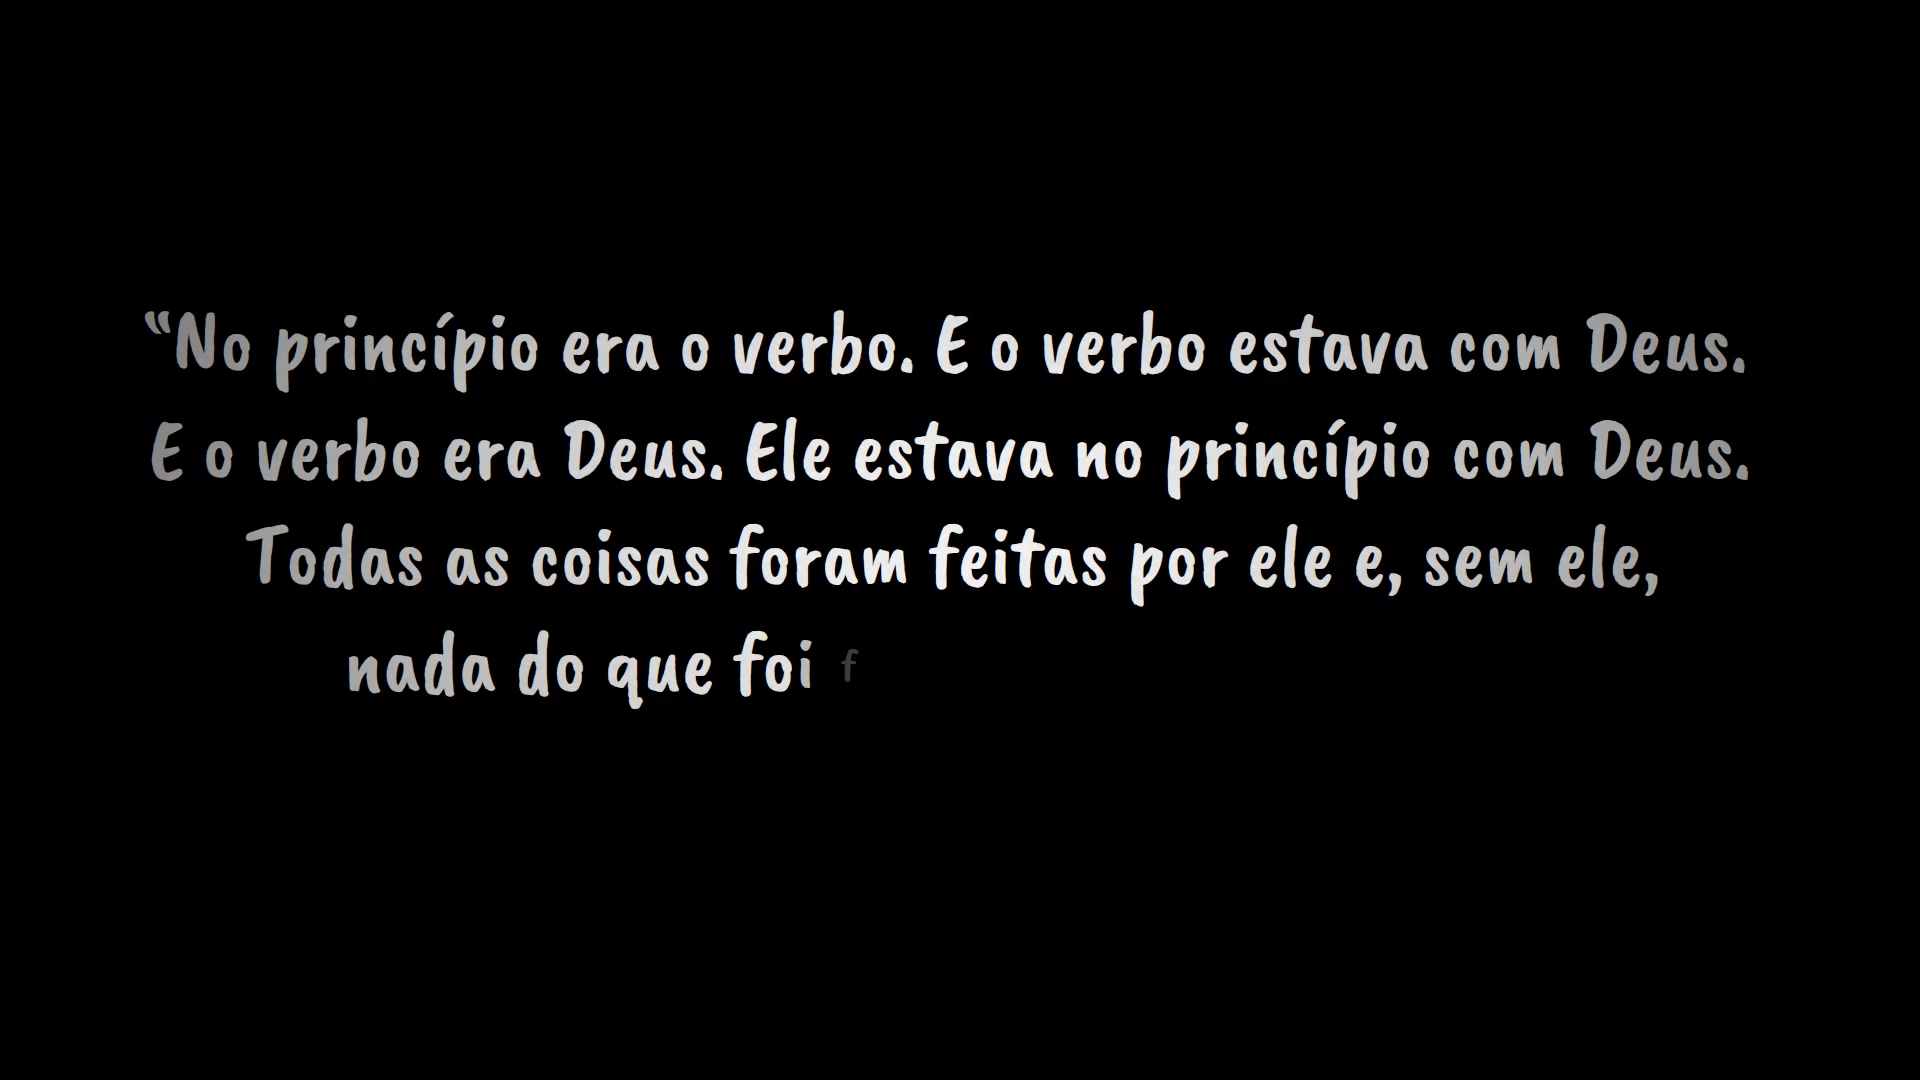 “No princípio era o verbo. E o verbo estava com Deus.
E o verbo era Deus. Ele estava no princípio com Deus.
Todas as coisas foram feitas por ele e, sem ele,
nada do que foi f